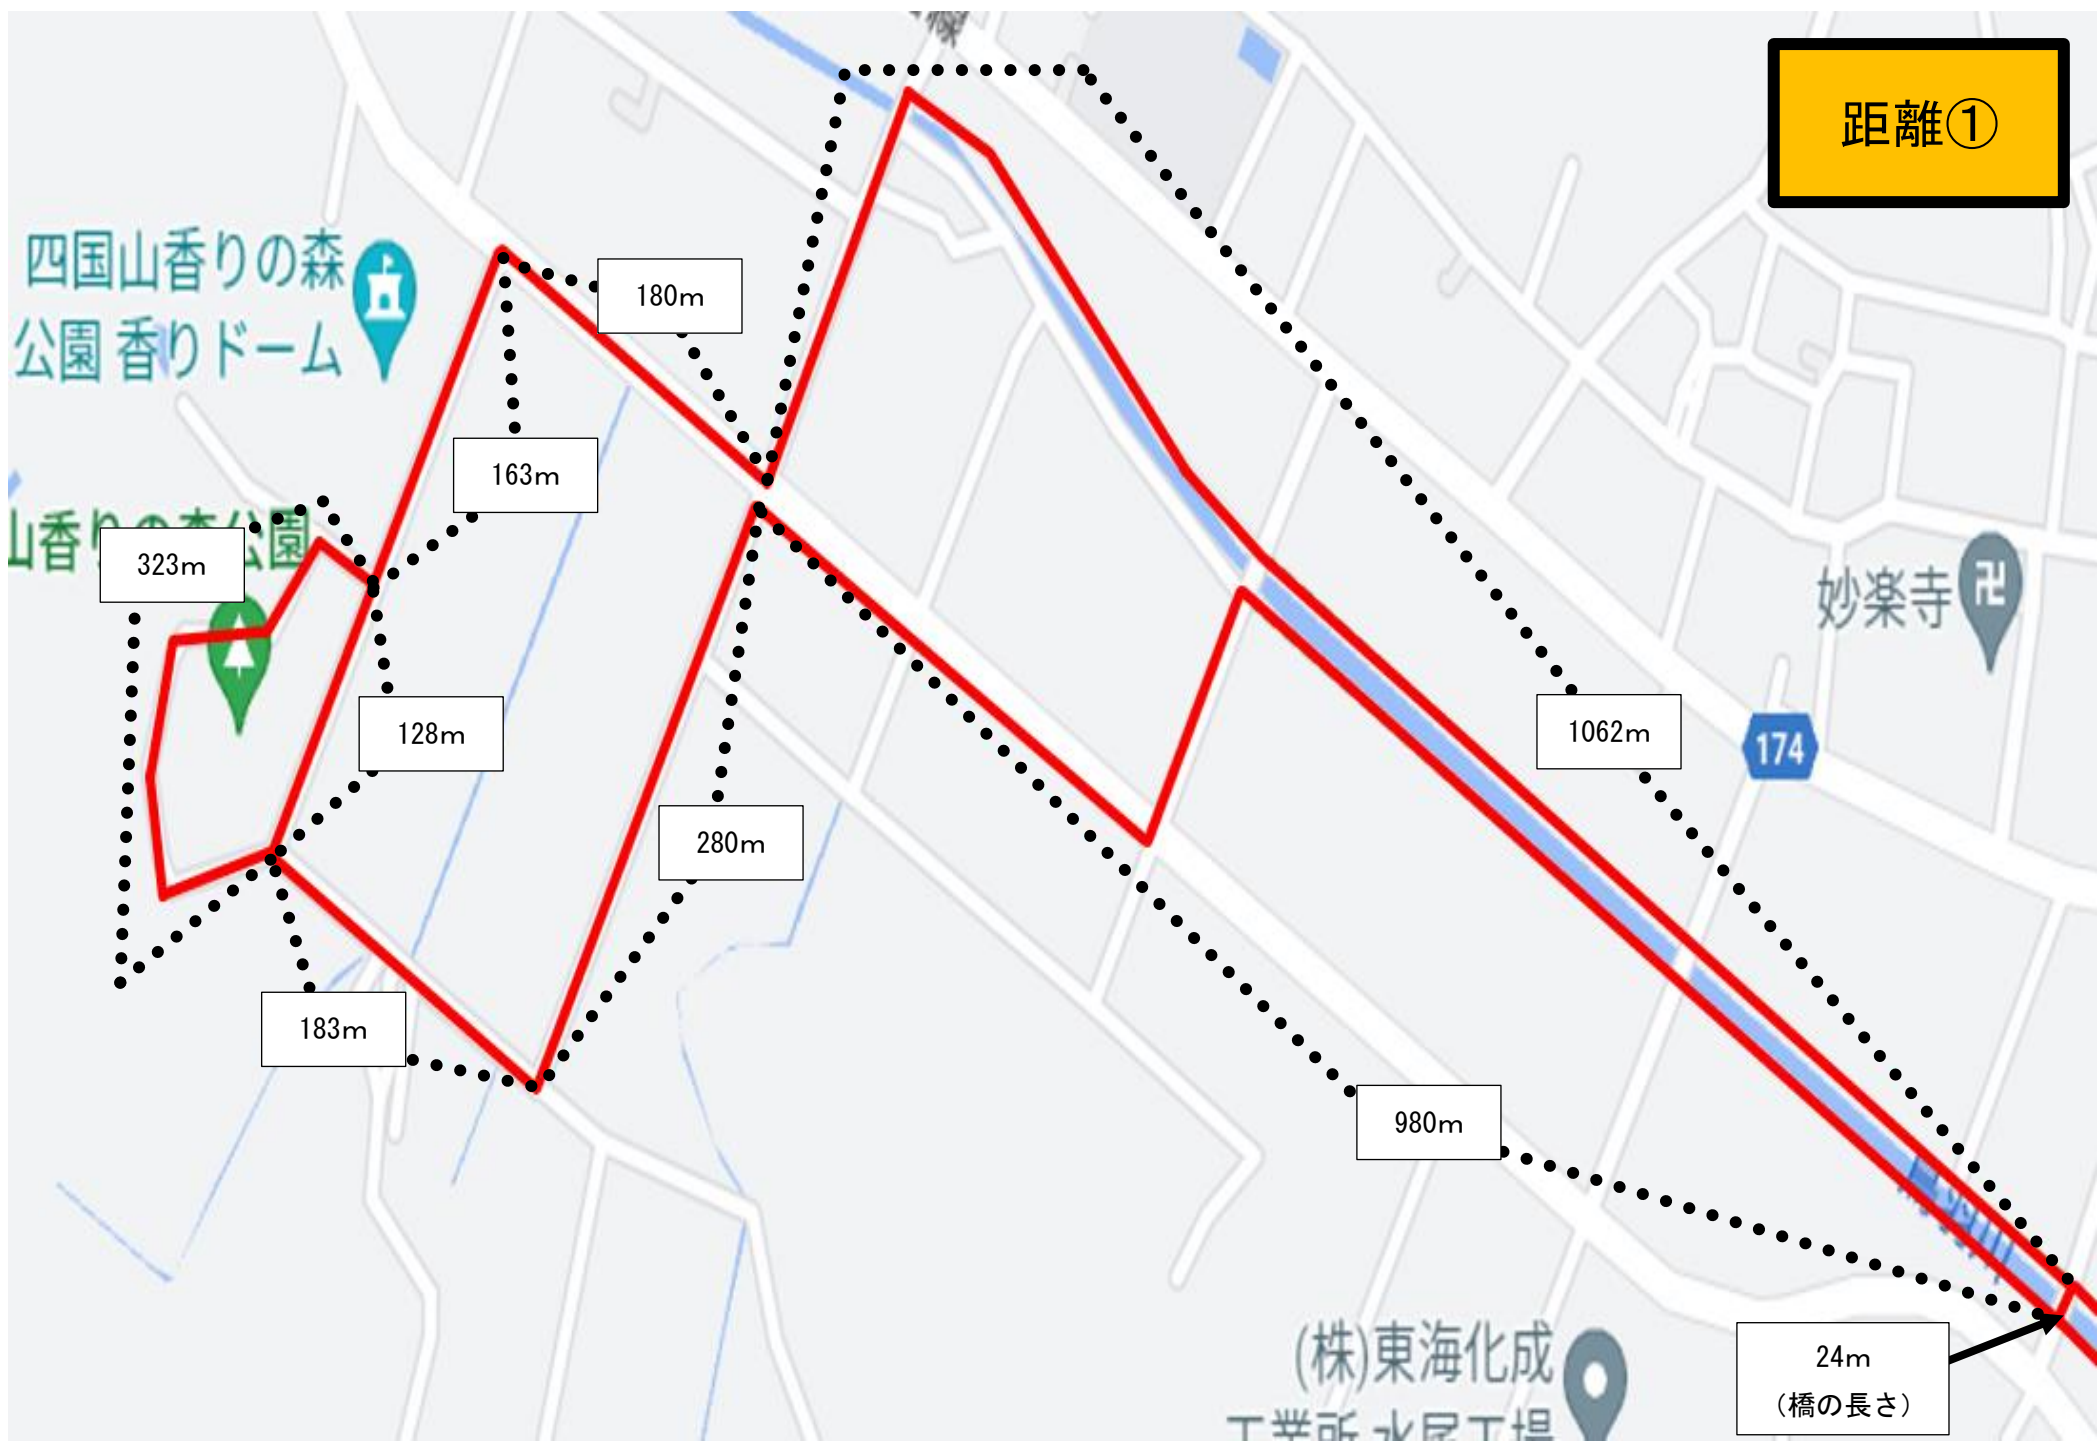 距離①
四国山香りの森
公園 香りドーム
180m
163m
323m
128m
280m
183m
妙楽寺
1062m
174
980m
24m
（橋の長さ）
(株)東海化成